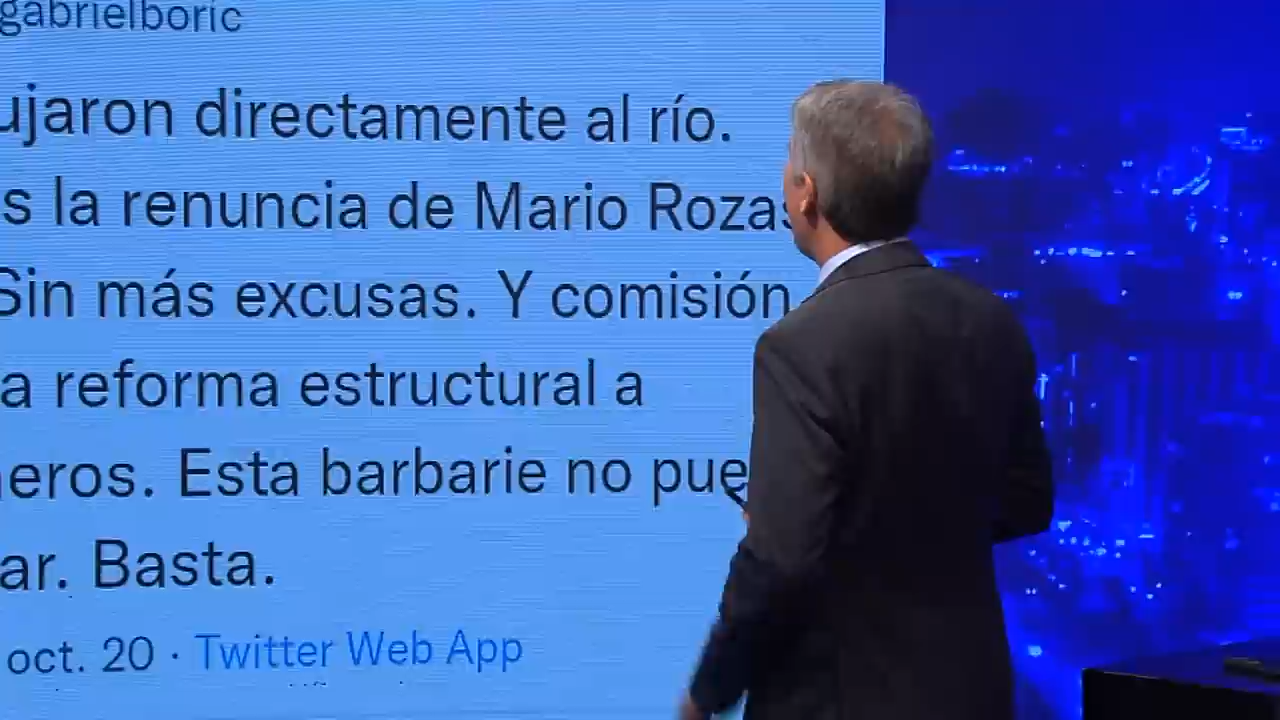 gabrielboric
ujaron directamente al río.
s la renuncia de Mario Rozas
Sin más excusas. Y comisión
a reforma estructural a
neros. Esta barbarie no pue
ar. Basta.
oct. 20 · Twitter Web App